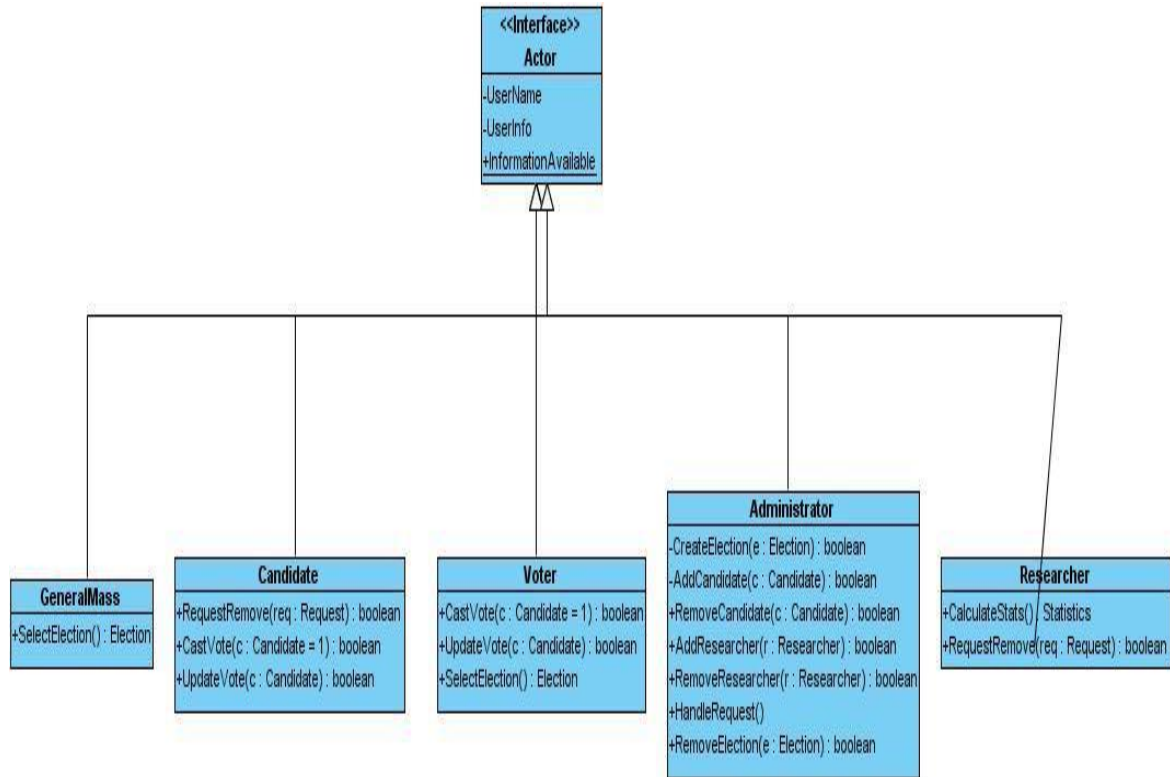 <<Interface>>
Actor
-UserName
-UserInfo
+InformationAvailable
GeneralMass
+SelectElection() : Election
Candidate
+RequestRemove(req : Request) : boolean
+CastVote(c : Candidate = 1) : boolean
+UpdateVote(c : Candidate) : boolean
Voter
+CastVote(c : Candidate = 1) : boolean
+UpdateVote(c : Candidate) : boolean
+SelectElection() : Election
Administrator
-CreateElection(e : Election) : boolean
-AddCandidate(c : Candidate) : boolean
+RemoveCandidate(c : Candidate) : boolean
+AddResearcher(r : Researcher) : boolean
+RemoveResearcher(r : Researcher) : boolean
+HandleRequest()
+RemoveElection(e : Election) : boolean
Researcher
+CalculateStats() : Statistics
+RequestRemove(req : Request) : boolean